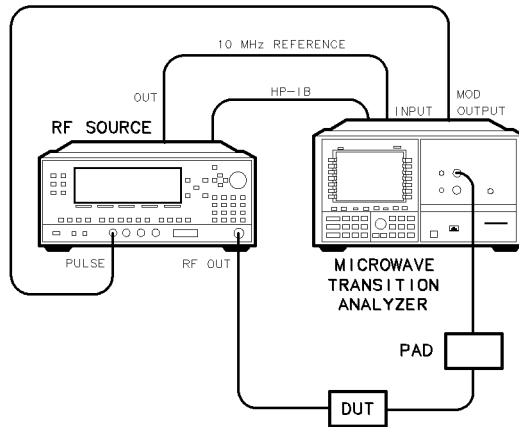 10 MHz REFERENCE
OUT
HP-IB
INPUT
MOD
OUTPUT
RF SOURCE
PULSE
RF OUT
MICROWAVE
TRANSITION
ANALYZER
PAD
DUT